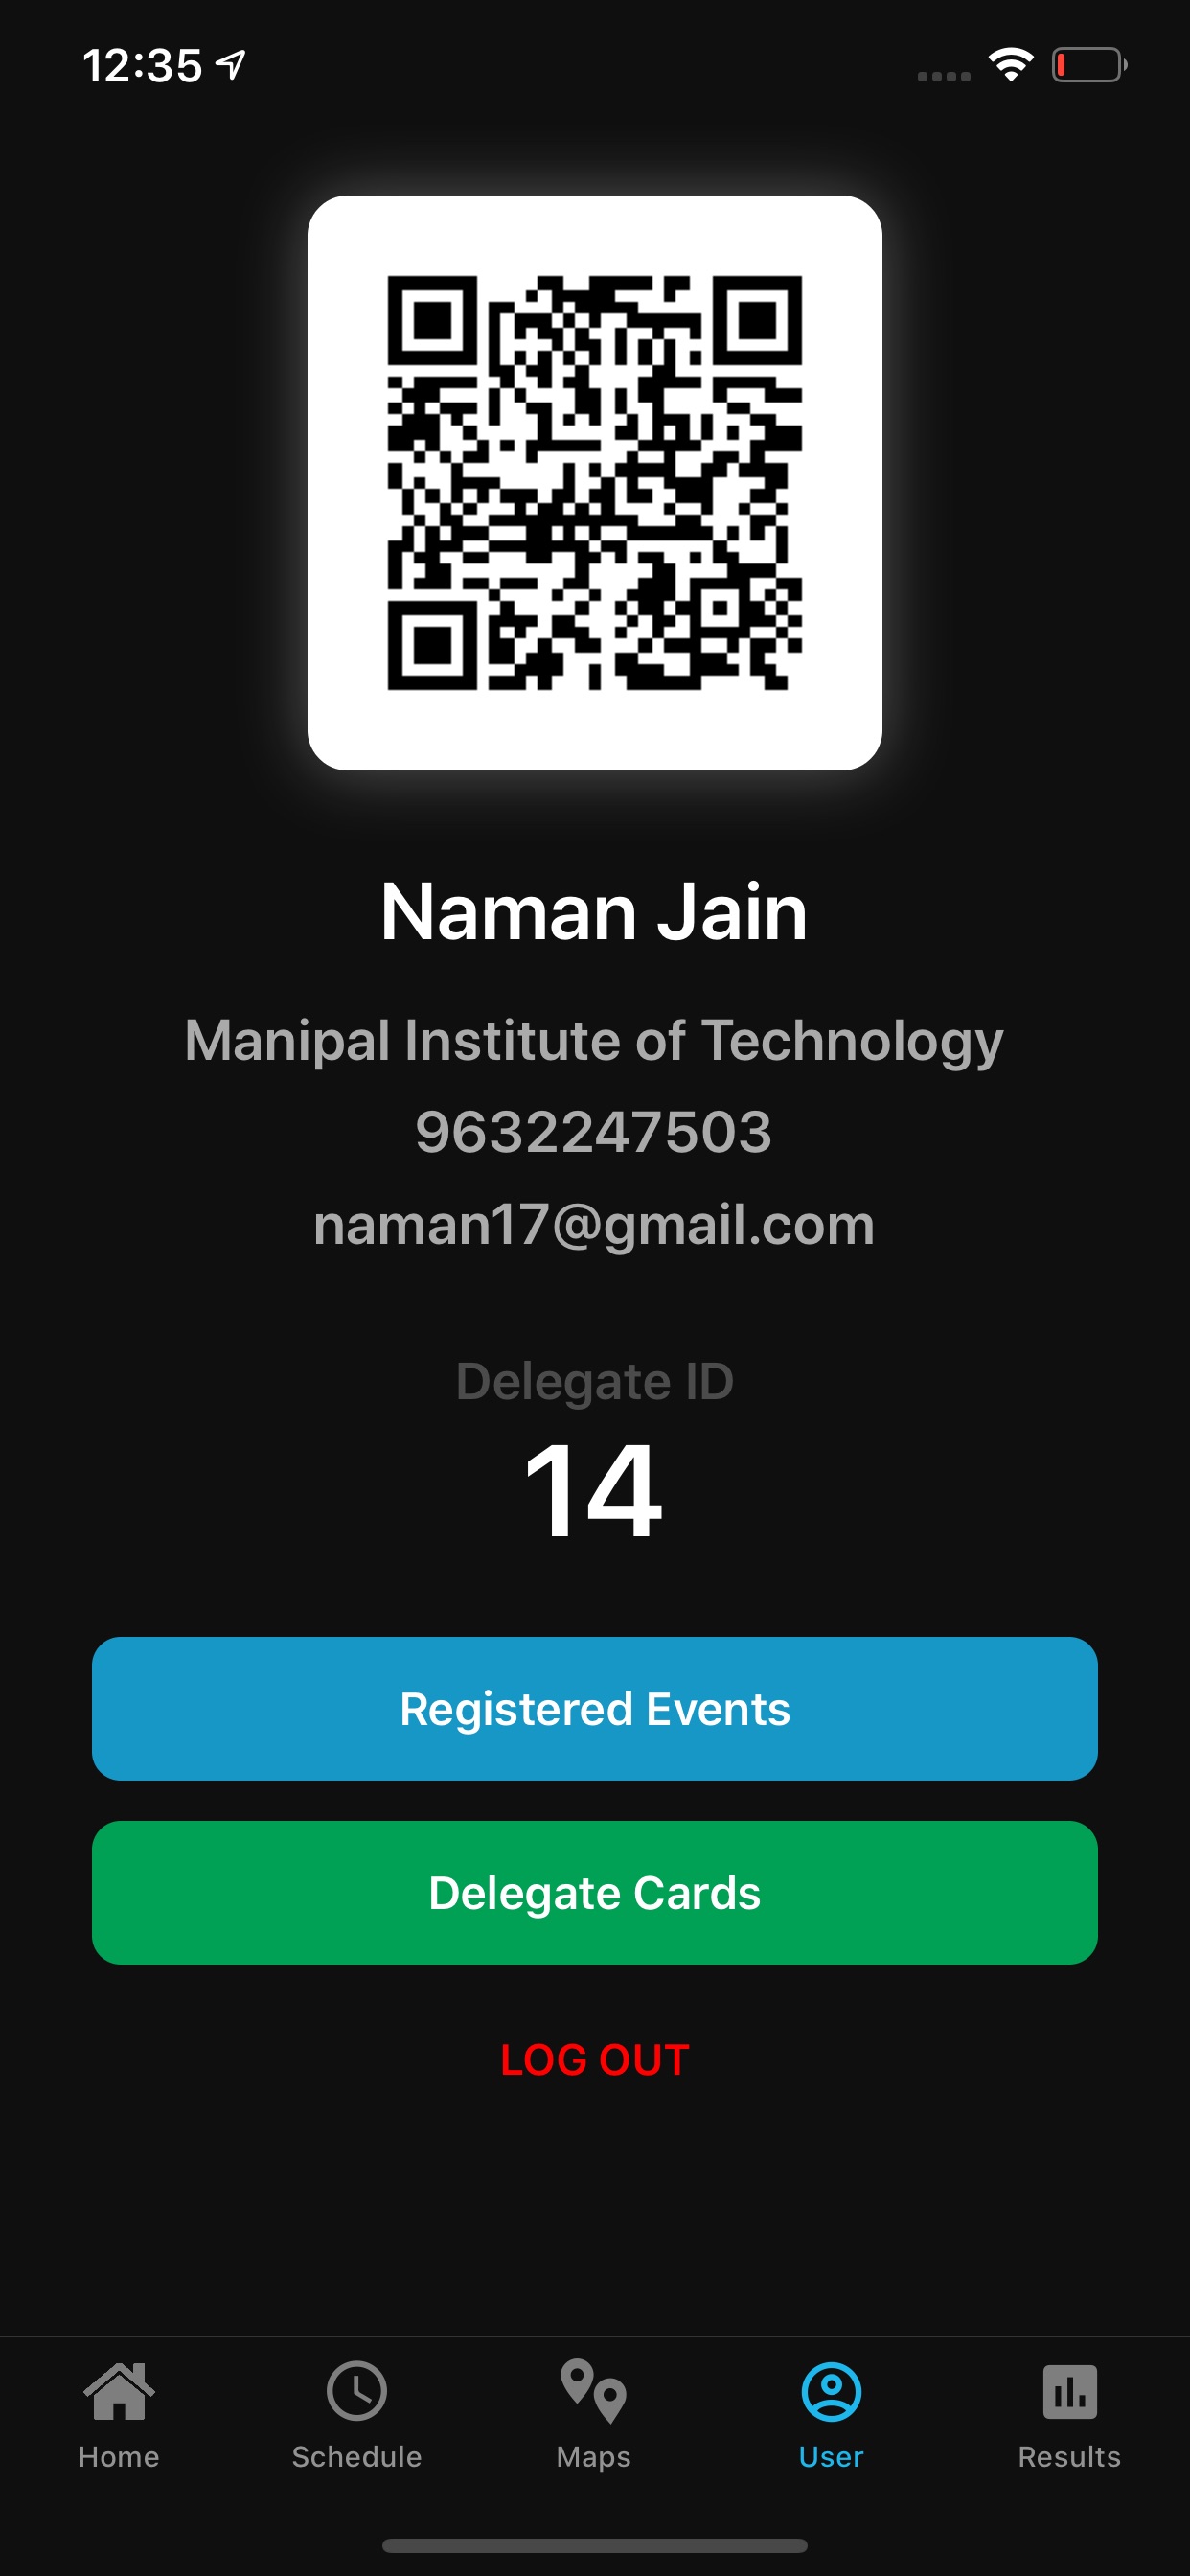 12:35
Naman Jain
Manipal Institute of Technology
9632247503
naman17@gmail.com
Delegate ID
14
Registered Events
Delegate Cards
LOG OUT
Home Schedule Maps User Results